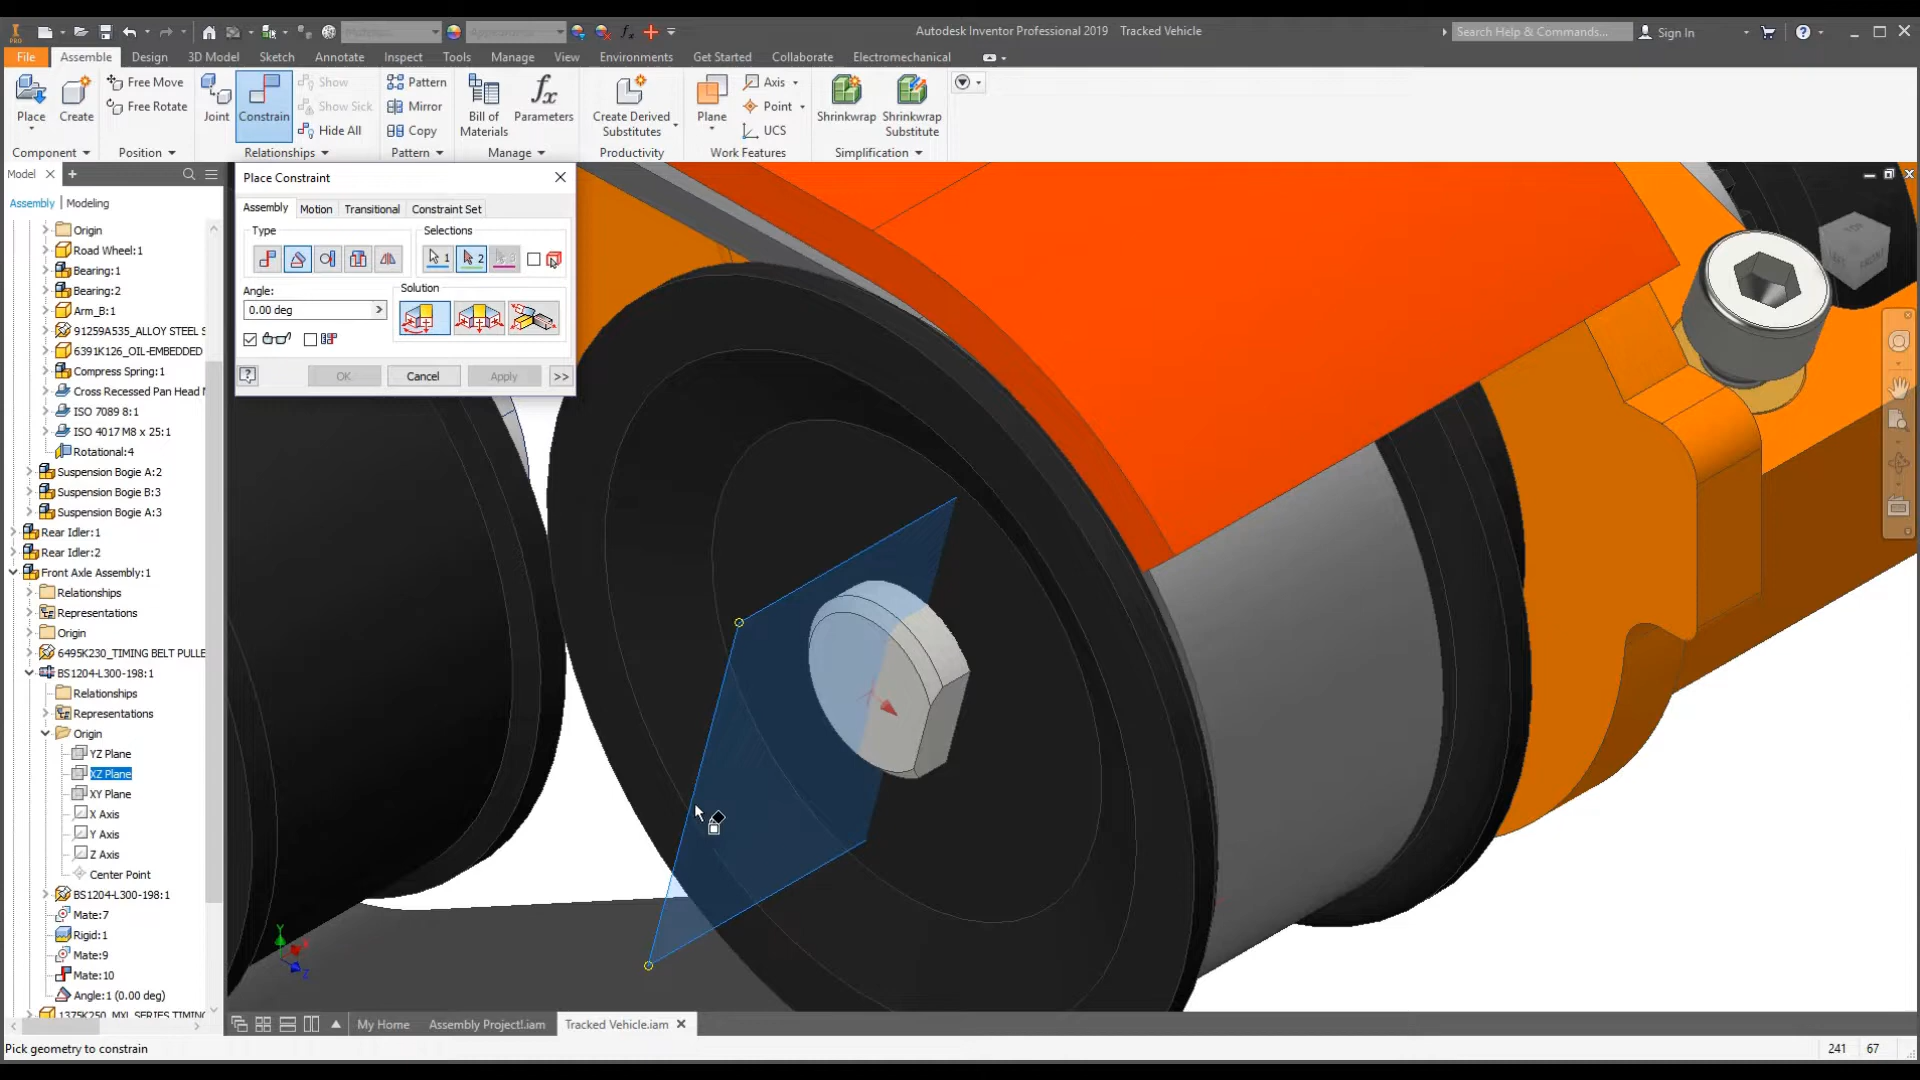 Autodesk Inventor Professional 2019 Tracked Vehicle
Search Help & Commands...
Sign In
File
Assemble
Design
3D Model
Sketch
Annotate
Inspect
Tools
Manage
View
Environments
Get Started
Collaborate
Electromechanical
Place
Create
Free Move
Free Rotate
Joint
Constrain
Show
Show Sick
Hide All
Pattern
Mirror
Copy
Bill of
Materials
Parameters
Create Derived
Substitutes
Plane
Axis
Point
UCS
Shrinkwrap
Shrinkwrap
Substitute
Component
Position
Relationships
Pattern
Manage
Productivity
Work Features
Simplification
Model
Assembly
Modeling
Origin
Road Wheel:1
Bearing:1
Bearing:2
Arm_B:1
91259A535_ALLOY STEEL S
6391K126_OIL-EMBEDDED
Compress Spring:1
Cross Recessed Pan Head
ISO 7089 8:1
ISO 4017 M8 x 25:1
Rotational:4
Suspension Bogie A:2
Suspension Bogie B:3
Suspension Bogie A:3
Rear Idler:1
Rear Idler:2
Front Axle Assembly:1
Relationships
Representations
Origin
6495K230_TIMING BELT PULLE
BS1204-L300-198:1
Relationships
Representations
Origin
YZ Plane
XZ Plane
XY Plane
X Axis
Y Axis
Z Axis
Center Point
BS1204-L300-198:1
Mate:7
Rigid:1
Mate:9
Mate:10
Angle:1 (0.00 deg)
1375K250_MXL SERIES TIMING
Place Constraint
Assembly
Motion
Transitional
Constraint Set
Type
Selections
1
2
Angle:
0.00 deg
Solution
OK
Cancel
Apply
>>
TOP
LEFT
FRONT
Y
Z
My Home
Assembly Project!.iam
Tracked Vehicle.iam
Pick geometry to constrain
241
67